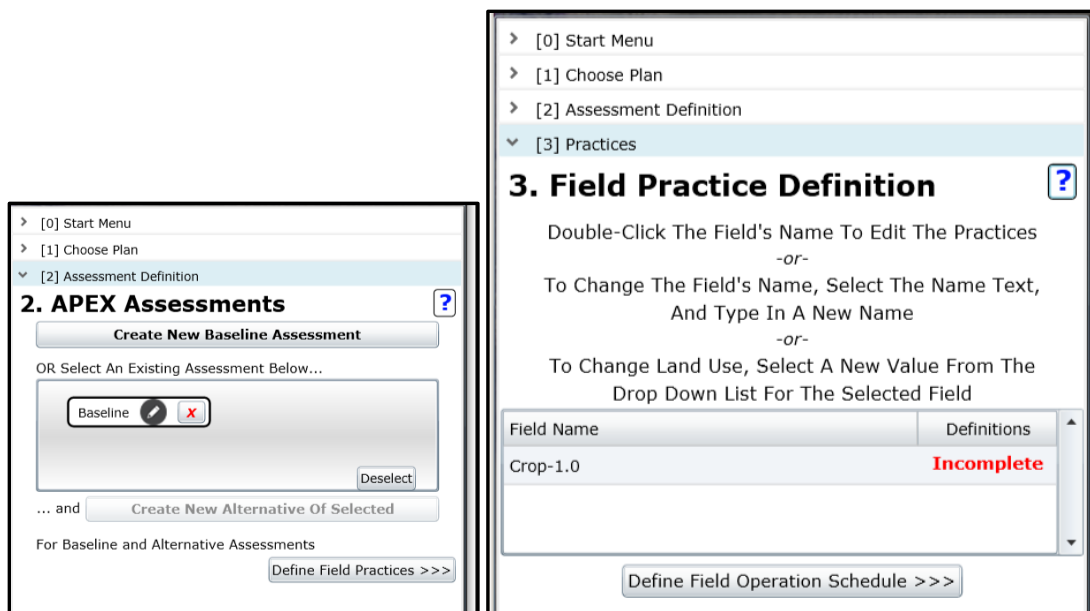 [0] Start Menu
[1] Choose Plan
[2] Assessment Definition
2. APEX Assessments
?
Create New Baseline Assessment
OR Select An Existing Assessment Below...
Baseline
X
Deselect
... and
Create New Alternative Of Selected
For Baseline and Alternative Assessments
Define Field Practices >>>
[0] Start Menu
[1] Choose Plan
[2] Assessment Definition
[3] Practices
3. Field Practice Definition
?
Double-Click The Field's Name To Edit The Practices
-or-
To Change The Field's Name, Select The Name Text,
And Type In A New Name
-or-
To Change Land Use, Select A New Value From The
Drop Down List For The Selected Field
Field Name Definitions
Crop-1.0 Incomplete
Define Field Operation Schedule >>>